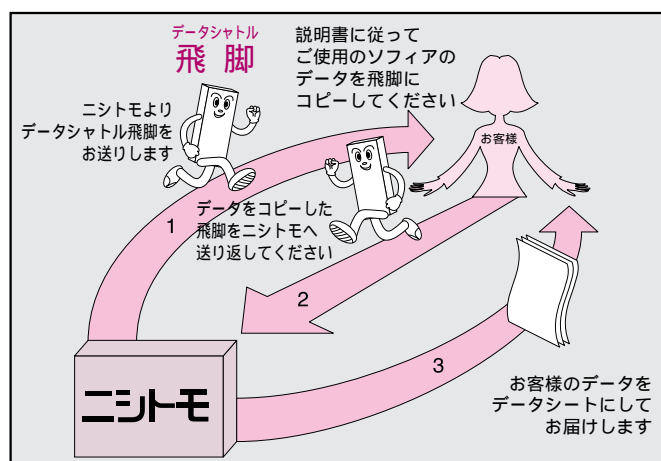 データシャトル
飛脚
説明書に従って
ご使用のソフィアの
データを飛脚に
コピーしてください
ニシトモより
データシャトル飛脚を
お送りします
お客様
1
データをコピーした
飛脚をニシトモへ
送り返してください
2
3
ニシトモ
お客様のデータを
データシートにして
お届けします